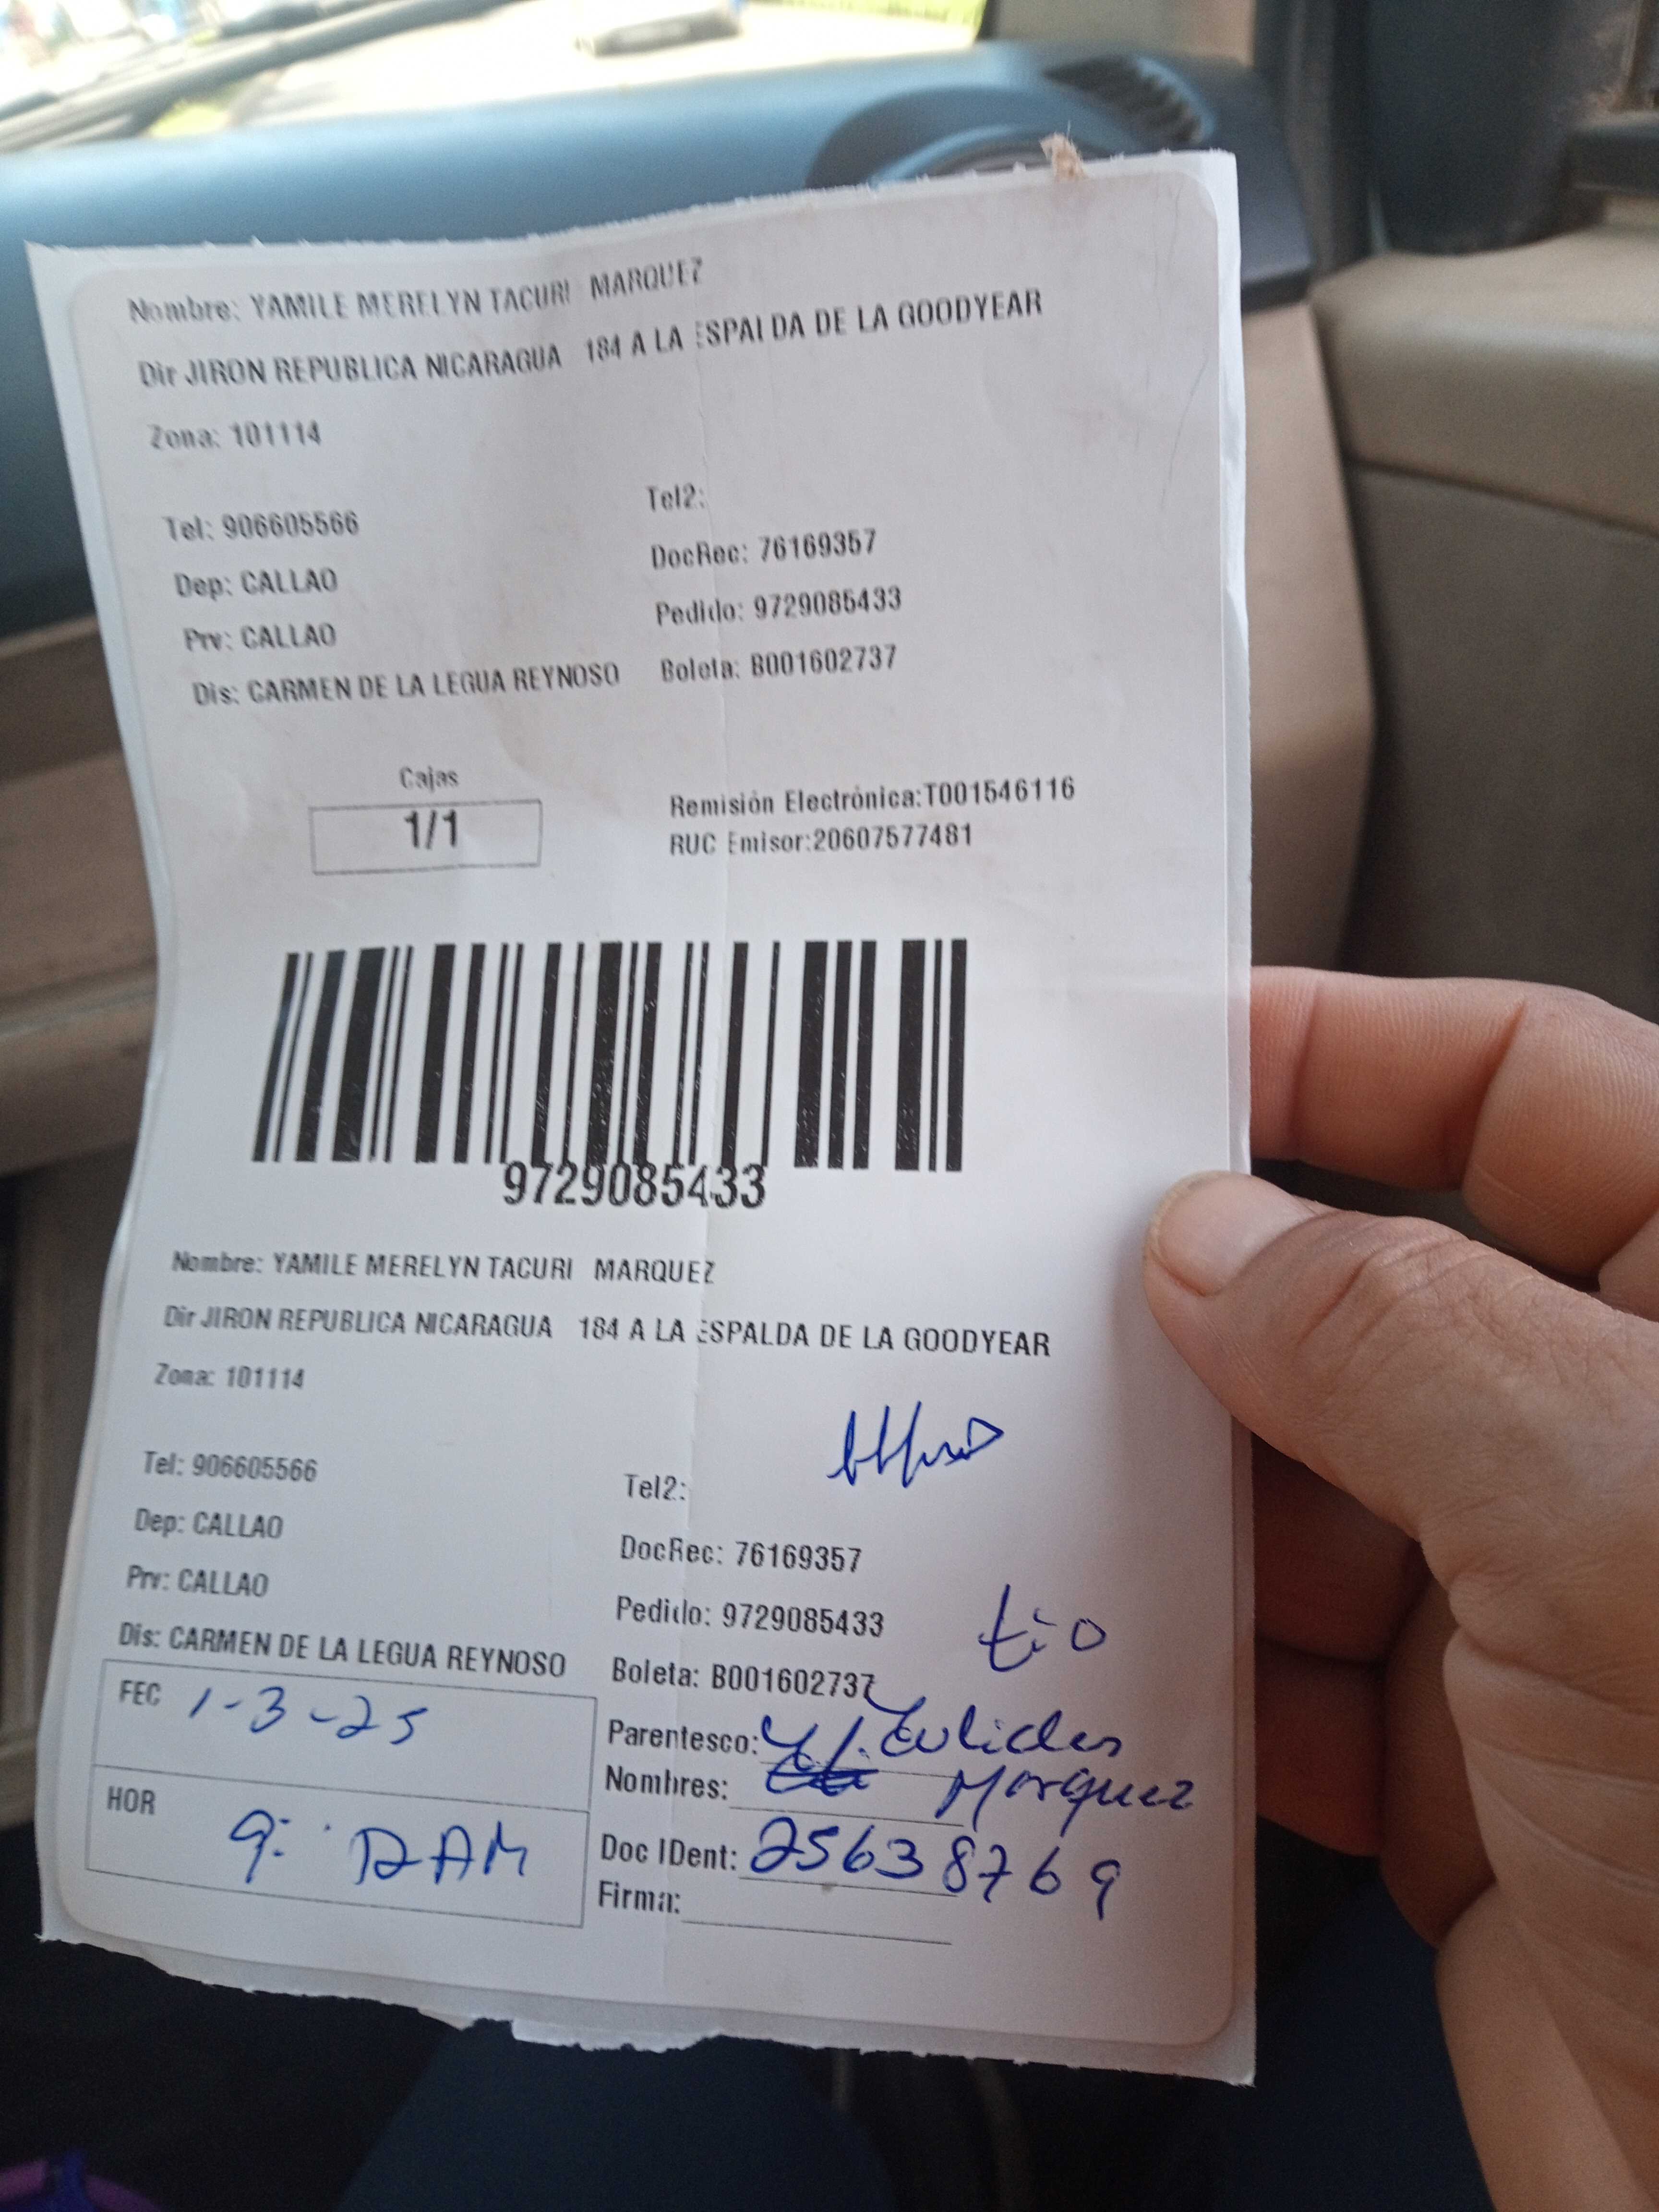 Nombre: YAMILE MERELYN TACURI MARQUEZ
Dir JIRON REPUBLICA NICARAGUA 184 A LA ESPALDA DE LA GOODYEAR
Zona: 101114
Tel: 906605566
Tel2:
Dep: CALLAO
DocRec: 76169357
Prv: CALLAO
Pedido: 9729085433
Dis: CARMEN DE LA LEGUA REYNOSO
Boleta: B001602737
Cajas
1/1
Remisión Electrónica:T001546116
RUC Emisor:20607577481
9729085433
Nombre: YAMILE MERELYN TACURI MARQUEZ
Dir JIRON REPUBLICA NICARAGUA 184 A LA ESPALDA DE LA GOODYEAR
Zona: 101114
Tel: 906605566
Tel2:
Dep: CALLAO
DocRec: 76169357
Prv: CALLAO
Pedido: 9729085433
tio
Dis: CARMEN DE LA LEGUA REYNOSO
Boleta: B001602737
FEC 1-3-25
Parentesco: Eulides
Nombres: Marquez
HOR 9: 12 AM
Doc IDent: 25638769
Firma: